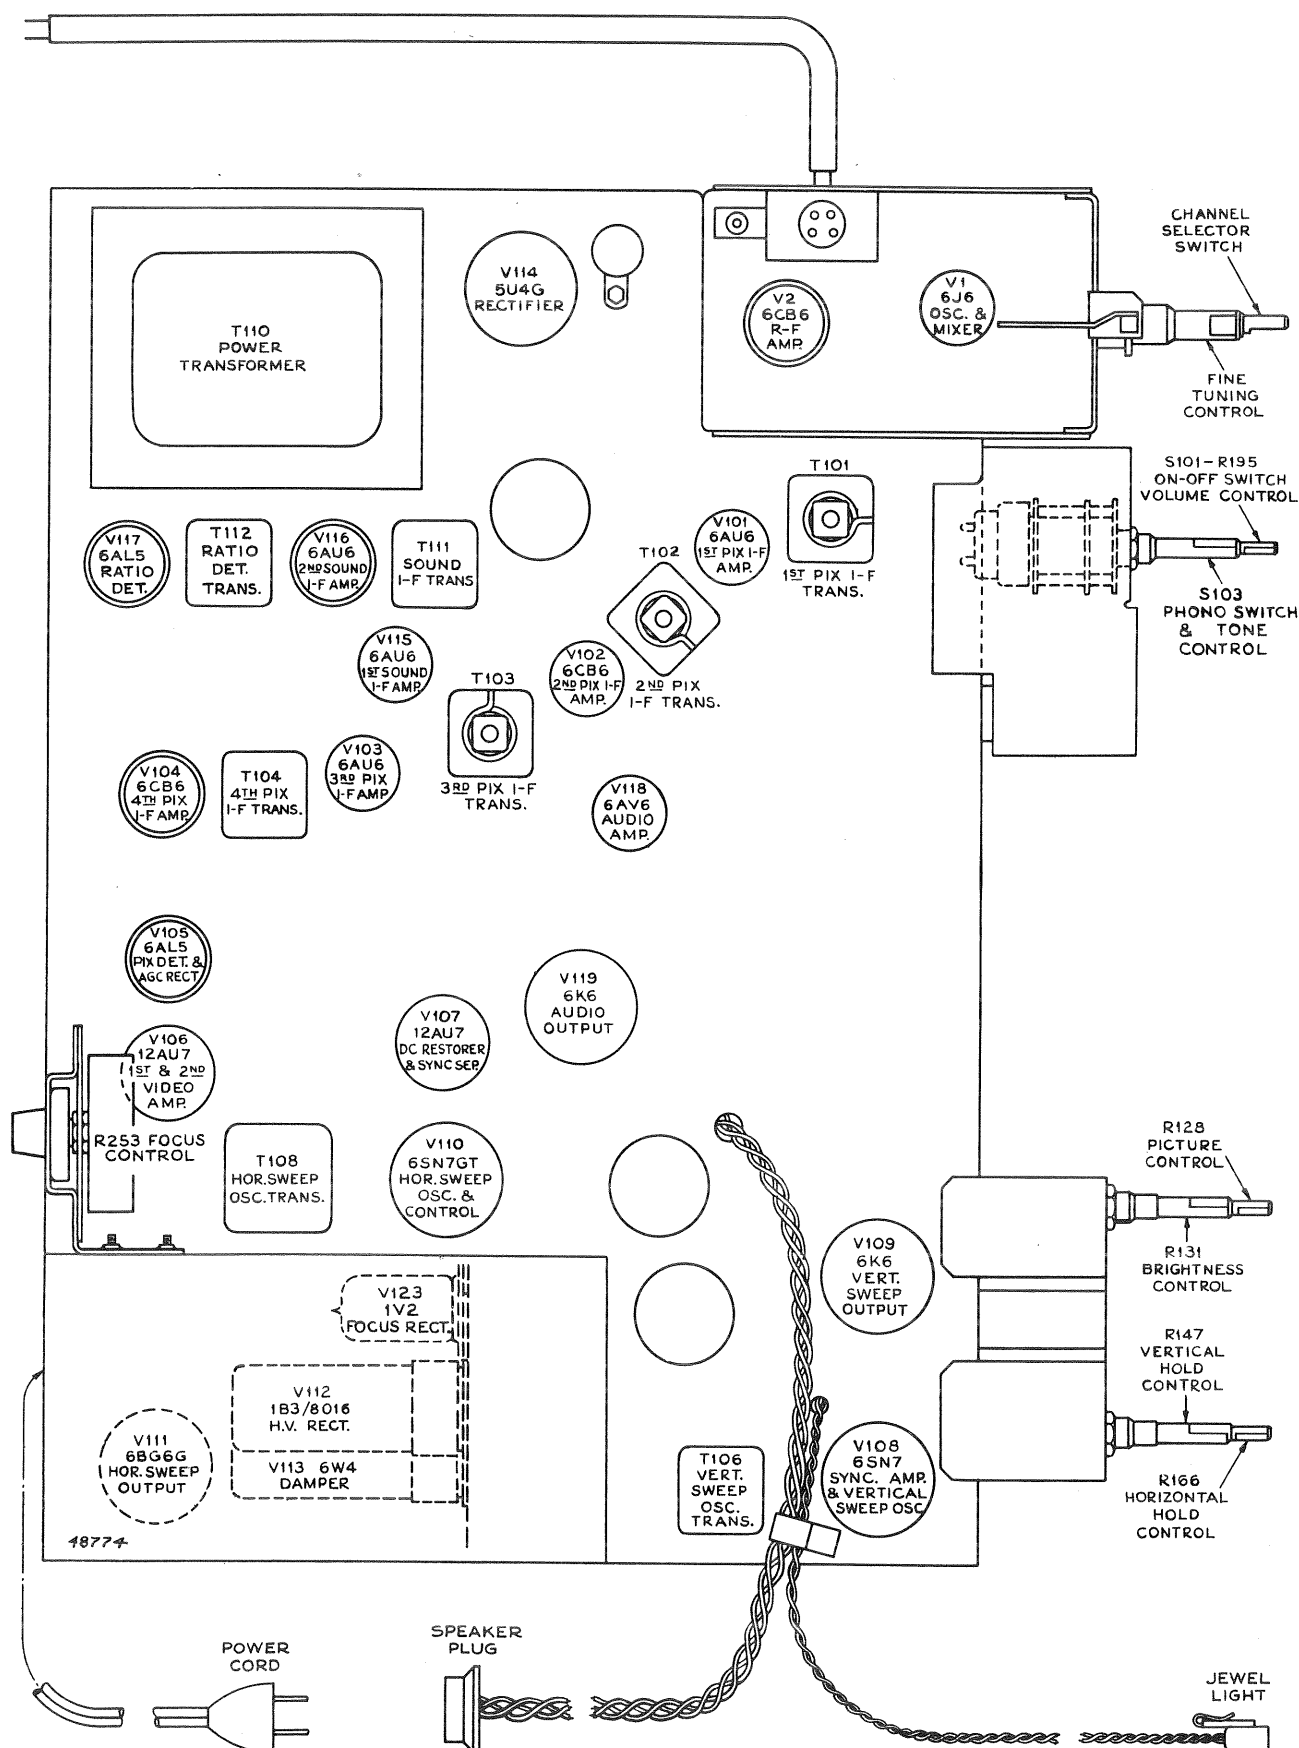 CHANNEL
SELECTOR
SWITCH
V114
5U4G
RECTIFIER
V2
6CB6
R-F
AMP.
V1
6J6
OSC. &
MIXER
T110
POWER
TRANSFORMER
FINE
TUNING
CONTROL
T101
1ST PIX I-F
TRANS.
S101-R195
ON-OFF SWITCH
VOLUME CONTROL
V117
6AL5
RATIO
DET.
T112
RATIO
DET.
TRANS.
V116
6AU6
2ND SOUND
I-F AMP.
T111
SOUND
I-F TRANS
V101
6AU6
1ST PIX I-F
AMP.
T102
2ND PIX
I-F TRANS.
S103
PHONO SWITCH
& TONE
CONTROL
V115
6AU6
1ST SOUND
I-F AMP.
T103
3RD PIX I-F
TRANS.
V102
6CB6
2ND PIX I-F
AMP.
V104
6CB6
4TH PIX
I-F AMP.
T104
4TH PIX
I-F TRANS.
V103
6AU6
3RD PIX
I-F AMP
V118
6AV6
AUDIO
AMP.
V105
6AL5
PIX DET. &
AGC RECT.
V119
6K6
AUDIO
OUTPUT
V106
12AU7
1ST & 2ND
VIDEO
AMP.
V107
12AU7
DC RESTORER
& SYNC SEP.
R253 FOCUS
CONTROL
T108
HOR. SWEEP
OSC. TRANS.
V110
6SN7GT
HOR. SWEEP
OSC. &
CONTROL
R128
PICTURE
CONTROL
V109
6K6
VERT.
SWEEP
OUTPUT
R131
BRIGHTNESS
CONTROL
V123
1V2
FOCUS RECT.
R147
VERTICAL
HOLD
CONTROL
V112
1B3/8016
H.V. RECT.
V111
6BG6G
HOR. SWEEP
OUTPUT
V113 6W4
DAMPER
T106
VERT.
SWEEP
OSC.
TRANS.
V108
6SN7
SYNC. AMP.
& VERTICAL
SWEEP OSC.
R166
HORIZONTAL
HOLD
CONTROL
48774
POWER
CORD
SPEAKER
PLUG
JEWEL
LIGHT